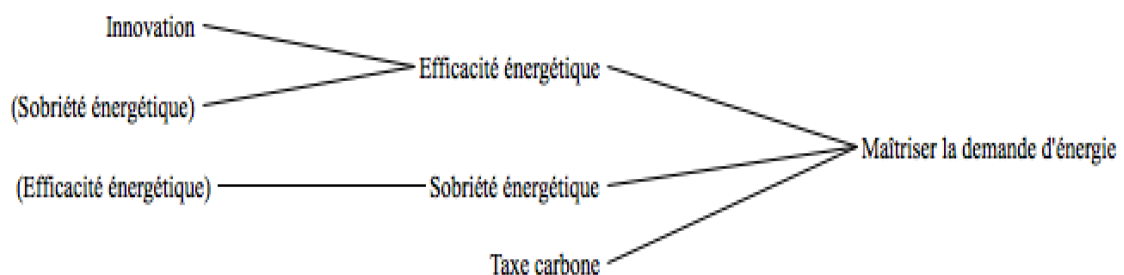 Innovation
Efficacité énergétique
(Sobriété énergétique)
Maîtriser la demande d'énergie
(Efficacité énergétique)
Sobriété énergétique
Taxe carbone